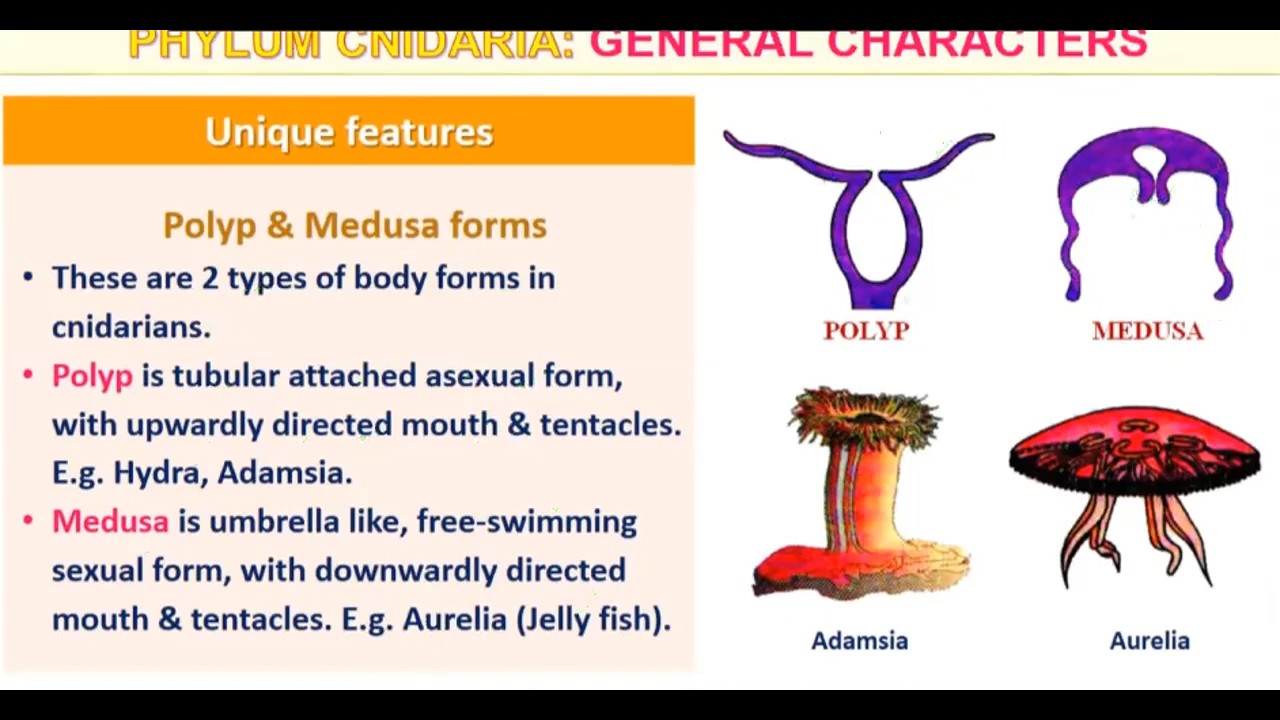 PHYLUM CNIDARIA: GENERAL CHARACTERS
Unique features
Polyp & Medusa forms
• These are 2 types of body forms in
cnidarians.
• Polyp is tubular attached asexual form,
with upwardly directed mouth & tentacles.
E.g. Hydra, Adamsia.
• Medusa is umbrella like, free-swimming
sexual form, with downwardly directed
mouth & tentacles. E.g. Aurelia (Jelly fish).
POLYP
MEDUSA
Adamsia
Aurelia